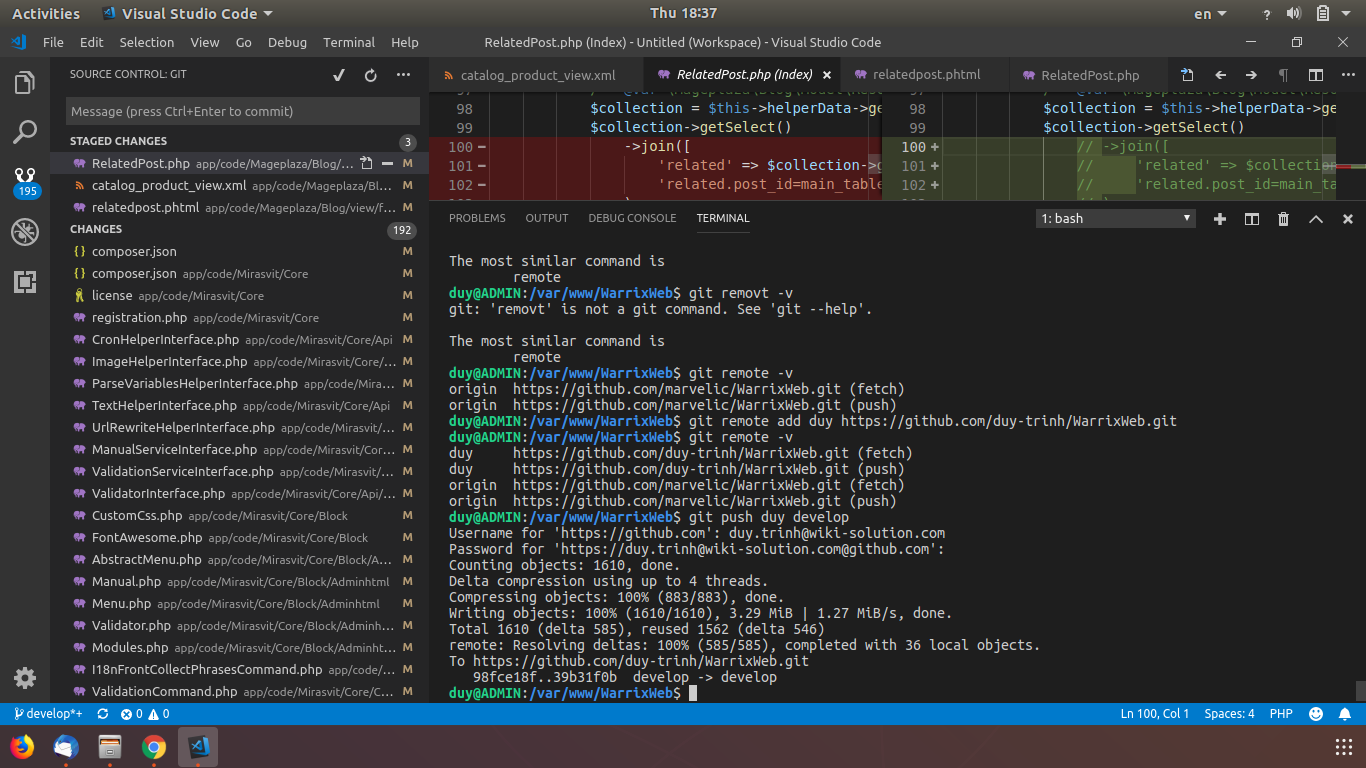 Activities Visual Studio Code Thu 18:37 en ?
File Edit Selection View Go Debug Terminal Help RelatedPost.php (Index) - Untitled (Workspace) - Visual Studio Code
SOURCE CONTROL: GIT
Message (press Ctrl+Enter to commit)
STAGED CHANGES 3
RelatedPost.php app/code/Mageplaza/Blog/... M
catalog_product_view.xml app/code/Mageplaza/Bl... M
relatedpost.phtml app/code/Mageplaza/Blog/view/f... M
CHANGES 192
195
composer.json M
composer.json app/code/Mirasvit/Core M
license app/code/Mirasvit/Core M
registration.php app/code/Mirasvit/Core M
CronHelperInterface.php app/code/Mirasvit/Core/Api M
ImageHelperInterface.php app/code/Mirasvit/Core/... M
ParseVariablesHelperInterface.php app/code/Mira... M
TextHelperInterface.php app/code/Mirasvit/Core/Api M
UrlRewriteHelperInterface.php app/code/Mirasvit/... M
ManualServiceInterface.php app/code/Mirasvit/Cor... M
ValidationServiceInterface.php app/code/Mirasvit/... M
ValidatorInterface.php app/code/Mirasvit/Core/Api/... M
CustomCss.php app/code/Mirasvit/Core/Block M
FontAwesome.php app/code/Mirasvit/Core/Block M
AbstractMenu.php app/code/Mirasvit/Core/Block/A... M
Manual.php app/code/Mirasvit/Core/Block/Adminhtml M
Menu.php app/code/Mirasvit/Core/Block/Adminhtml M
Validator.php app/code/Mirasvit/Core/Block/Adminh... M
Modules.php app/code/Mirasvit/Core/Block/Adminht... M
I18nFrontCollectPhrasesCommand.php app/code/... M
ValidationCommand.php app/code/Mirasvit/Core/C... M
catalog_product_view.xml RelatedPost.php (Index) × relatedpost.phtml RelatedPost.php
98 $collection = $this->helperData->ge
99 $collection->getSelect()
100 − ->join([
101 − 'related' => $collection->g
102 − 'related.post_id=main_table
98 $collection = $this->helperData->ge
99 $collection->getSelect()
100 + // ->join([
101 + // 'related' => $collection
102 + // 'related.post_id=main_ta
PROBLEMS OUTPUT DEBUG CONSOLE TERMINAL 1: bash
The most similar command is
remote
duy@ADMIN:/var/www/WarrixWeb$ git removt -v
git: 'removt' is not a git command. See 'git --help'.
The most similar command is
remote
duy@ADMIN:/var/www/WarrixWeb$ git remote -v
origin https://github.com/marvelic/WarrixWeb.git (fetch)
origin https://github.com/marvelic/WarrixWeb.git (push)
duy@ADMIN:/var/www/WarrixWeb$ git remote add duy https://github.com/duy-trinh/WarrixWeb.git
duy@ADMIN:/var/www/WarrixWeb$ git remote -v
duy https://github.com/duy-trinh/WarrixWeb.git (fetch)
duy https://github.com/duy-trinh/WarrixWeb.git (push)
origin https://github.com/marvelic/WarrixWeb.git (fetch)
origin https://github.com/marvelic/WarrixWeb.git (push)
duy@ADMIN:/var/www/WarrixWeb$ git push duy develop
Username for 'https://github.com': duy.trinh@wiki-solution.com
Password for 'https://duy.trinh@wiki-solution.com@github.com':
Counting objects: 1610, done.
Delta compression using up to 4 threads.
Compressing objects: 100% (883/883), done.
Writing objects: 100% (1610/1610), 3.29 MiB | 1.27 MiB/s, done.
Total 1610 (delta 585), reused 1562 (delta 546)
remote: Resolving deltas: 100% (585/585), completed with 36 local objects.
To https://github.com/duy-trinh/WarrixWeb.git
98fce18f..39b31f0b develop -> develop
duy@ADMIN:/var/www/WarrixWeb$
develop*+ 0 0 Ln 100, Col 1 Spaces: 4 PHP